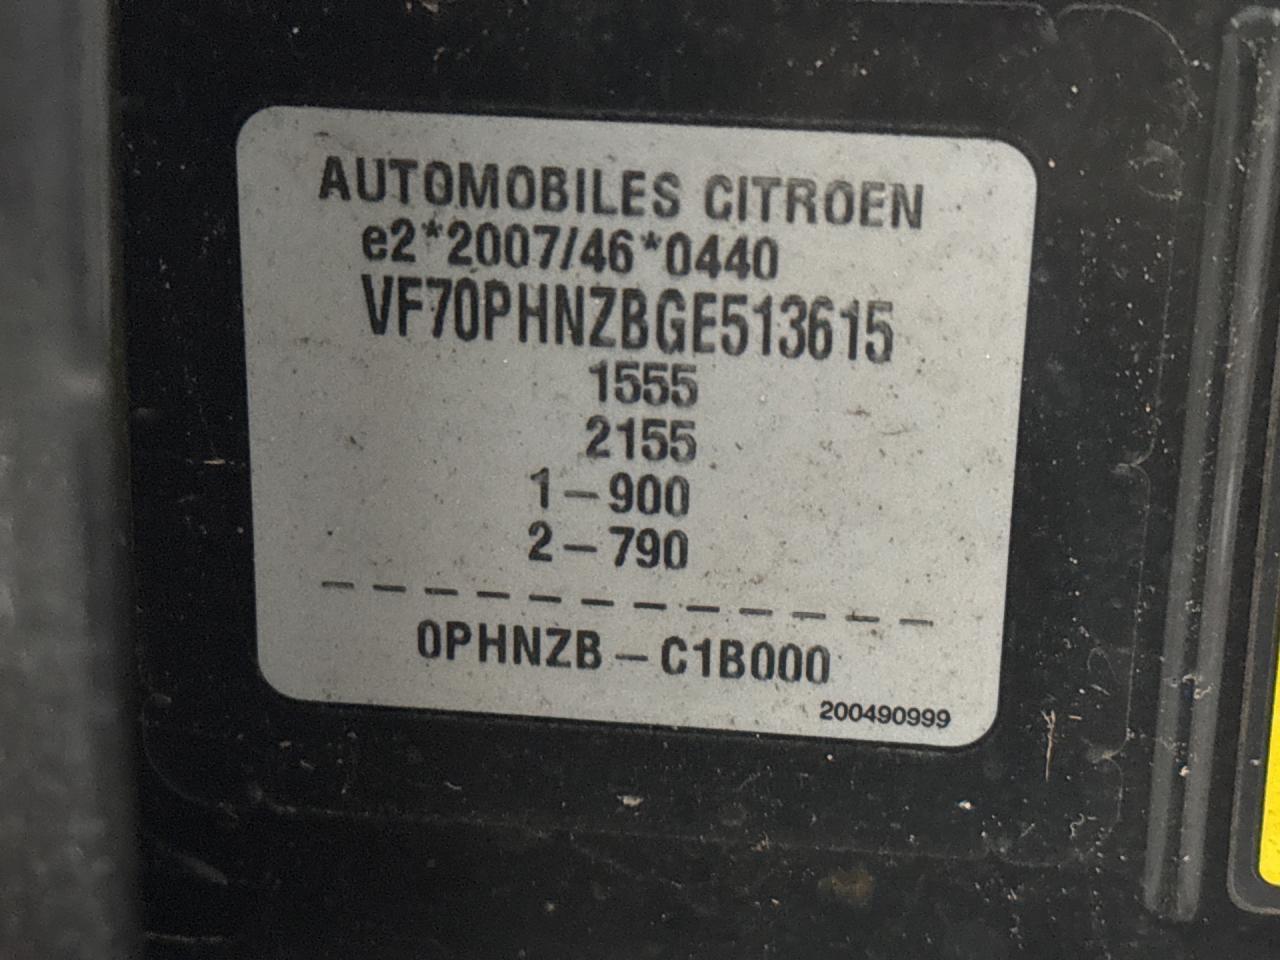 AUTOMOBILES CITROEN
e2*2007/46*0440
VF70PHNZBGE513615
1555
2155
1-900
2-790
0PHNZB-C1B000
200490999